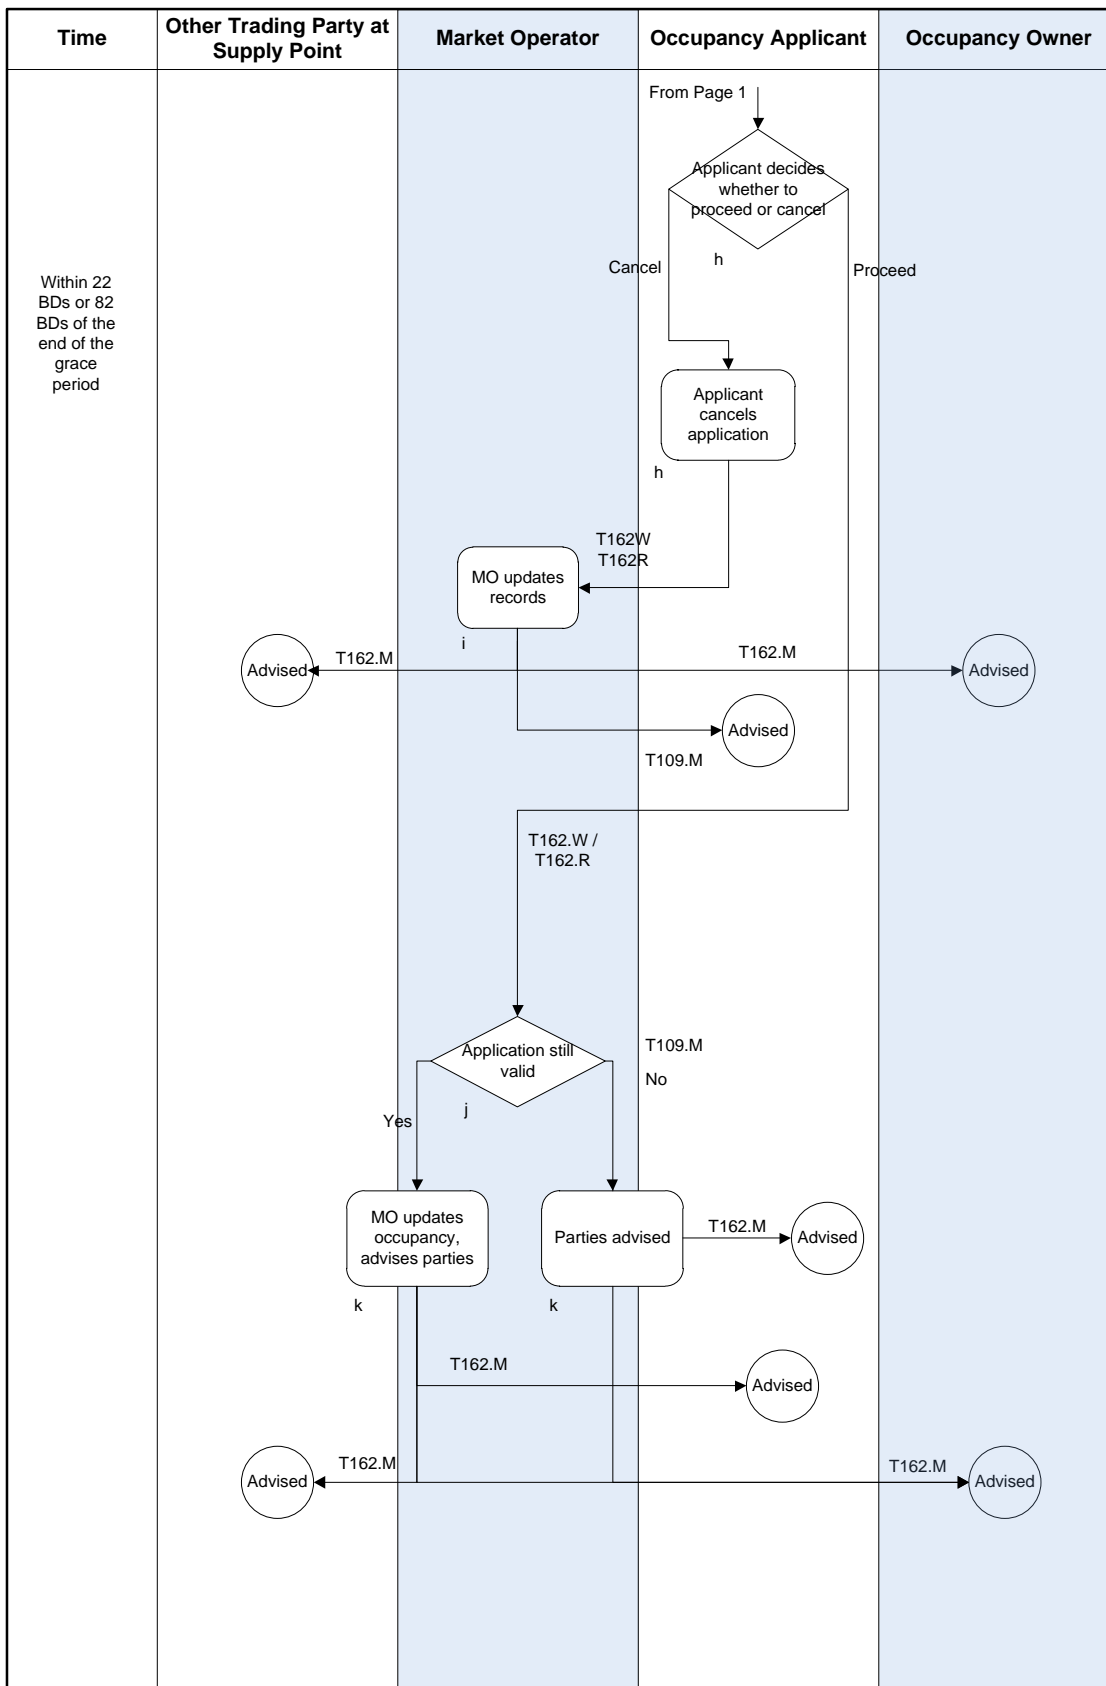 Time
Other Trading Party at
Supply Point
Market Operator
Occupancy Applicant
Occupancy Owner
From Page 1
Applicant decides
whether to
proceed or cancel
h
Cancel
Proceed
Within 22
BDs or 82
BDs of the
end of the
grace
period
Applicant
cancels
application
h
T162W
T162R
MO updates
records
i
Advised
T162.M
T162.M
Advised
Advised
T109.M
T162.W /
T162.R
Application still
valid
j
T109.M
No
Yes
MO updates
occupancy,
advises parties
k
Parties advised
k
T162.M
Advised
T162.M
Advised
Advised
T162.M
T162.M
Advised